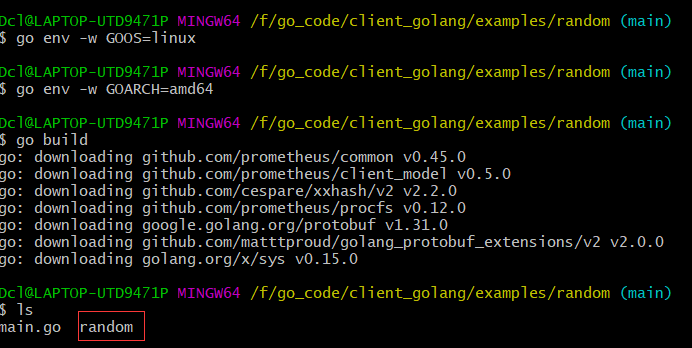 Dcl@LAPTOP-UTD9471P MINGW64 /f/go_code/client_golang/examples/random (main)
$ go env -w GOOS=linux
Dcl@LAPTOP-UTD9471P MINGW64 /f/go_code/client_golang/examples/random (main)
$ go env -w GOARCH=amd64
Dcl@LAPTOP-UTD9471P MINGW64 /f/go_code/client_golang/examples/random (main)
$ go build
go: downloading github.com/prometheus/common v0.45.0
go: downloading github.com/prometheus/client_model v0.5.0
go: downloading github.com/cespare/xxhash/v2 v2.2.0
go: downloading github.com/prometheus/procfs v0.12.0
go: downloading google.golang.org/protobuf v1.31.0
go: downloading github.com/matttproud/golang_protobuf_extensions/v2 v2.0.0
go: downloading golang.org/x/sys v0.15.0
Dcl@LAPTOP-UTD9471P MINGW64 /f/go_code/client_golang/examples/random (main)
$ ls
main.go random